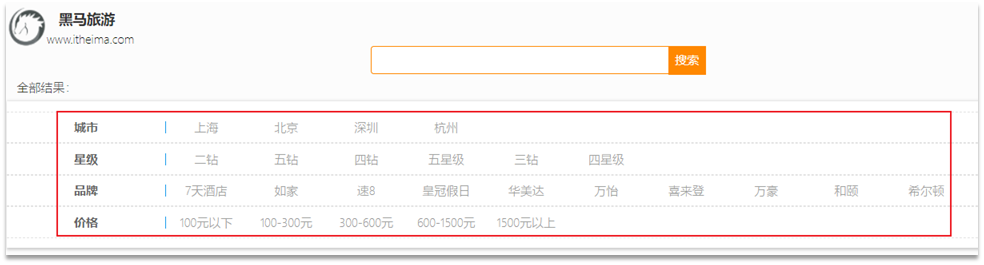 黑马旅游
www.itheima.com
搜索
全部结果:
城市 | 上海 北京 深圳 杭州
星级 | 二钻 五钻 四钻 五星级 三钻 四星级
品牌 | 7天酒店 如家 速8 皇冠假日 华美达 万怡 喜来登 万豪 和颐 希尔顿
价格 | 100元以下 100-300元 300-600元 600-1500元 1500元以上